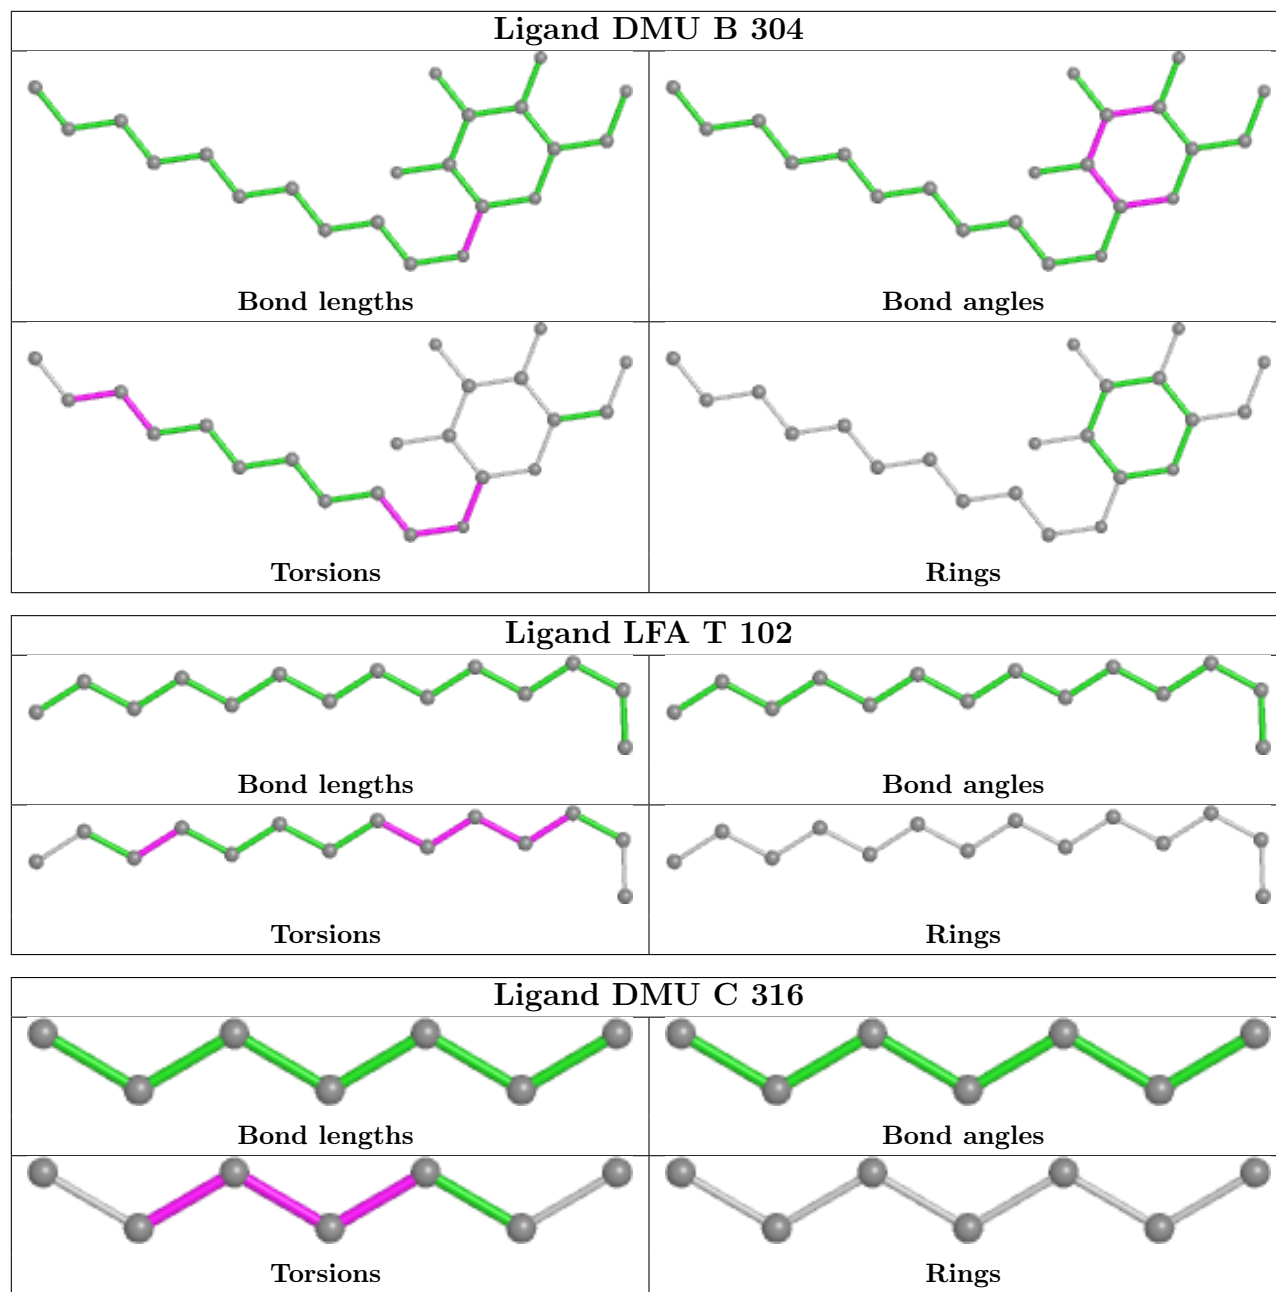 Ligand DMU B 304
Bond lengths
Bond angles
Torsions
Rings
Ligand LFA T 102
Bond lengths
Bond angles
Torsions
Rings
Ligand DMU C 316
Bond lengths
Bond angles
Torsions
Rings